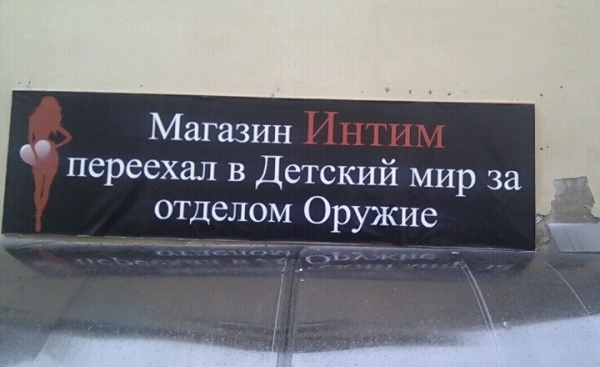 Магазин Интим
переехал в Детский мир за
отделом Оружие